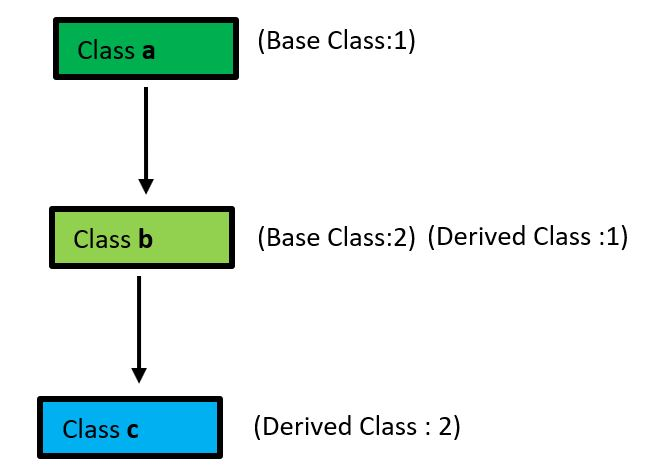 Class a (Base Class:1)
Class b (Base Class:2) (Derived Class :1)
Class c (Derived Class : 2)